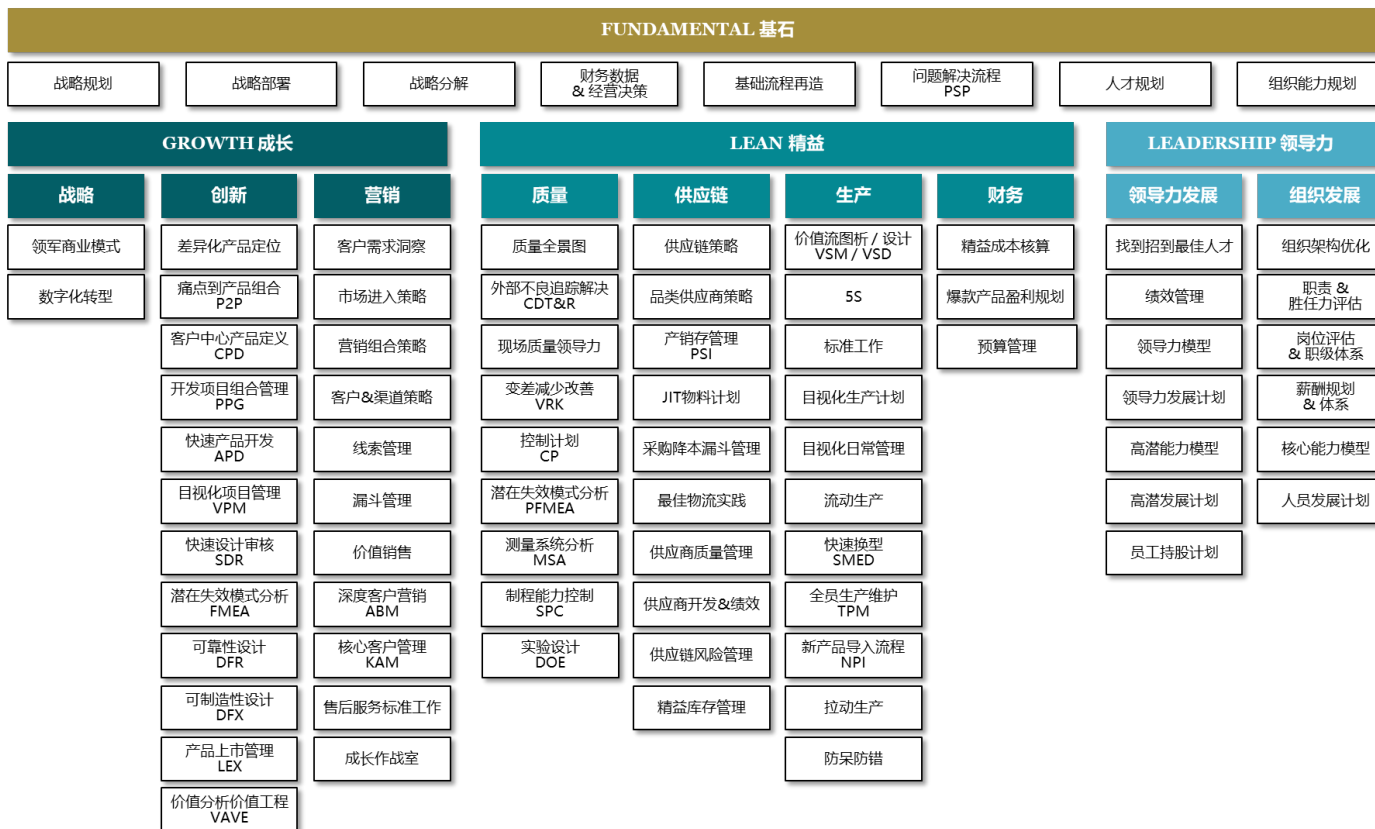 FUNDAMENTAL 基石
战略规划
战略部署
战略分解
财务数据
& 经营决策
基础流程再造
问题解决流程
PSP
人才规划
组织能力规划
GROWTH 成长
战略
领军商业模式
数字化转型
创新
差异化产品定位
痛点到产品组合
P2P
客户中心产品定义
CPD
开发项目组合管理
PPG
快速产品开发
APD
目视化项目管理
VPM
快速设计审核
SDR
潜在失效模式分析
FMEA
可靠性设计
DFR
可制造性设计
DFX
产品上市管理
LEX
价值分析价值工程
VAVE
营销
客户需求洞察
市场进入策略
营销组合策略
客户&渠道策略
线索管理
漏斗管理
价值销售
深度客户营销
ABM
核心客户管理
KAM
售后服务标准工作
成长作战室
LEAN 精益
质量
质量全景图
外部不良追踪解决
CDT&R
现场质量领导力
变差减少改善
VRK
控制计划
CP
潜在失效模式分析
PFMEA
测量系统分析
MSA
制程能力控制
SPC
实验设计
DOE
供应链
供应链策略
品类供应商策略
产销存管理
PSI
JIT物料计划
采购降本漏斗管理
最佳物流实践
供应商质量管理
供应商开发&绩效
供应链风险管理
精益库存管理
生产
价值流图析 / 设计
VSM / VSD
5S
标准工作
目视化生产计划
目视化日常管理
流动生产
快速换型
SMED
全员生产维护
TPM
新产品导入流程
NPI
拉动生产
防呆防错
财务
精益成本核算
爆款产品盈利规划
预算管理
LEADERSHIP 领导力
领导力发展
找到招到最佳人才
绩效管理
领导力模型
领导力发展计划
高潜能力模型
高潜发展计划
员工持股计划
组织发展
组织架构优化
职责 &
胜任力评估
岗位评估
& 职级体系
薪酬规划
& 体系
核心能力模型
人员发展计划